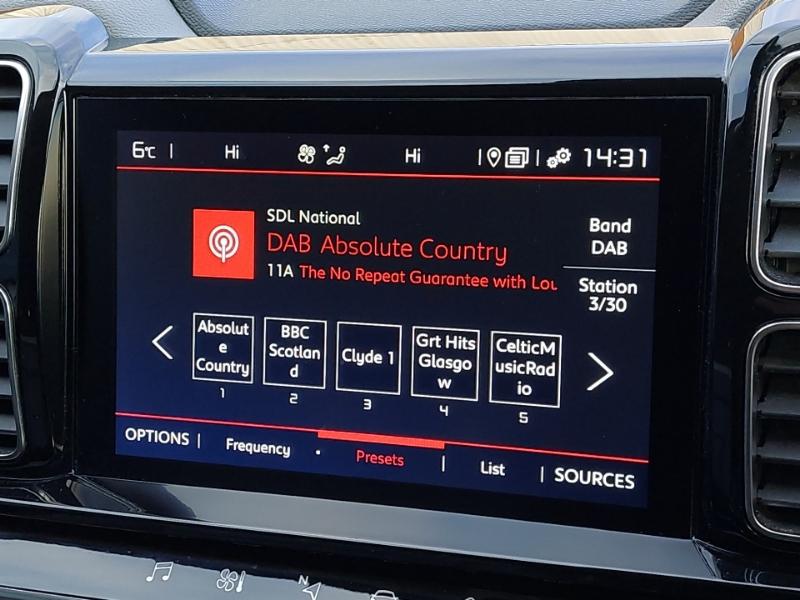 6°C Hi Hi 14:31
SDL National
DAB Absolute Country
11A The No Repeat Guarantee with Lou
Band
DAB
Station
3/30
Absolut
e
Country
BBC
Scotlan
d
Clyde 1
Grt Hits
Glasgo
w
CelticM
usicRad
io
1 2 3 4 5
OPTIONS Frequency Presets List SOURCES
N